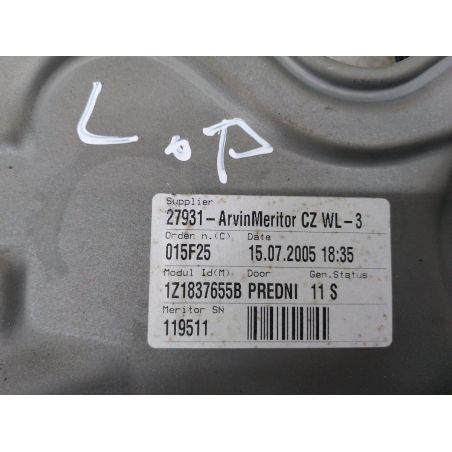 L.P
Supplier
27931-ArvinMeritor CZ WL-3
Order n.(C) Date
015F25 15.07.2005 18:35
Modul Id(M) Door Gen.Status
1Z1837655B PREDNI 11 S
Meritor SN
119511